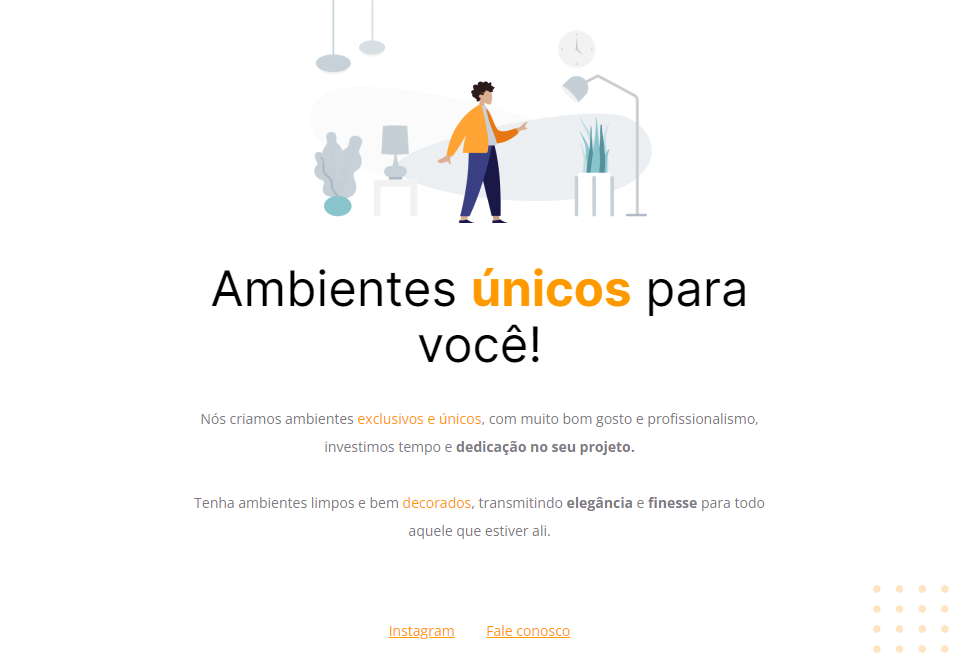 Ambientes únicos para
você!
Nós criamos ambientes exclusivos e únicos, com muito bom gosto e profissionalismo,
investimos tempo e dedicação no seu projeto.
Tenha ambientes limpos e bem decorados, transmitindo elegância e finesse para todo
aquele que estiver ali.
Instagram Fale conosco